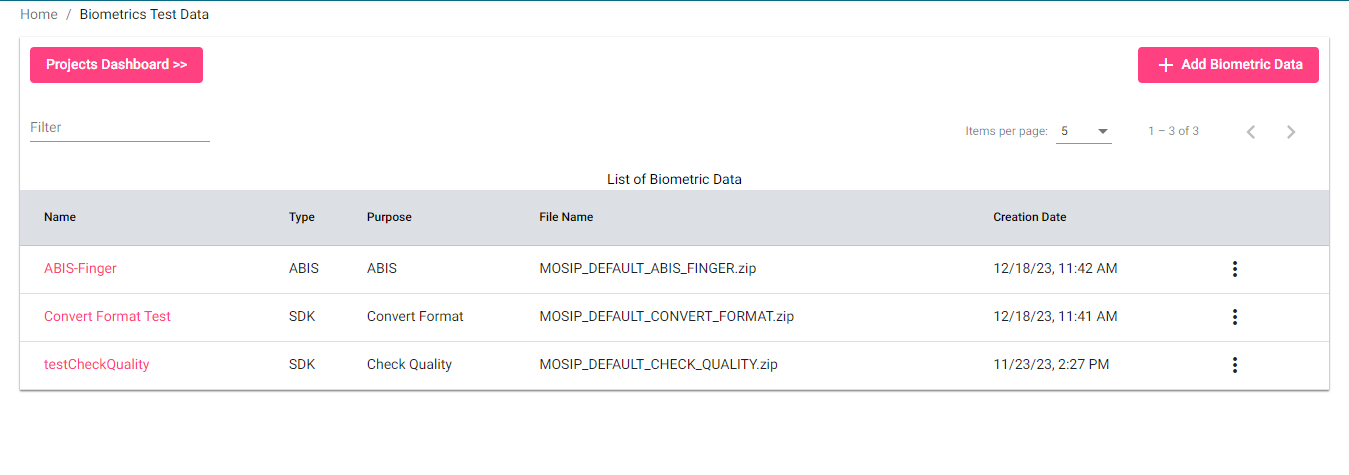 Home / Biometrics Test Data
Projects Dashboard >> + Add Biometric Data
Filter Items per page: 5 1 – 3 of 3
List of Biometric Data
Name Type Purpose File Name Creation Date
ABIS-Finger ABIS ABIS MOSIP_DEFAULT_ABIS_FINGER.zip 12/18/23, 11:42 AM
Convert Format Test SDK Convert Format MOSIP_DEFAULT_CONVERT_FORMAT.zip 12/18/23, 11:41 AM
testCheckQuality SDK Check Quality MOSIP_DEFAULT_CHECK_QUALITY.zip 11/23/23, 2:27 PM